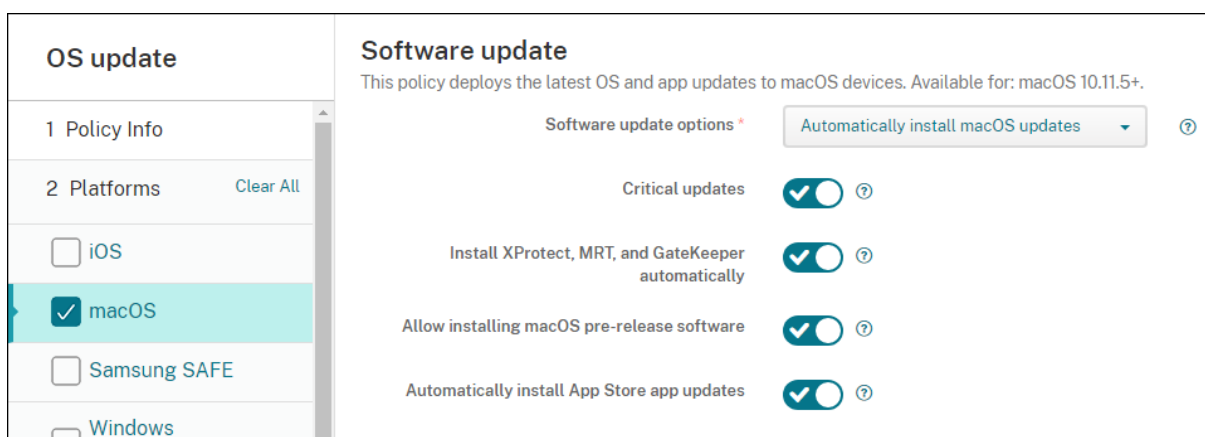 OS update
1 Policy Info
2 Platforms
Clear All
iOS
macOS
Samsung SAFE
Windows
Software update
This policy deploys the latest OS and app updates to macOS devices. Available for: macOS 10.11.5+.
Software update options *
Automatically install macOS updates
Critical updates
Install XProtect, MRT, and GateKeeper
automatically
Allow installing macOS pre-release software
Automatically install App Store app updates